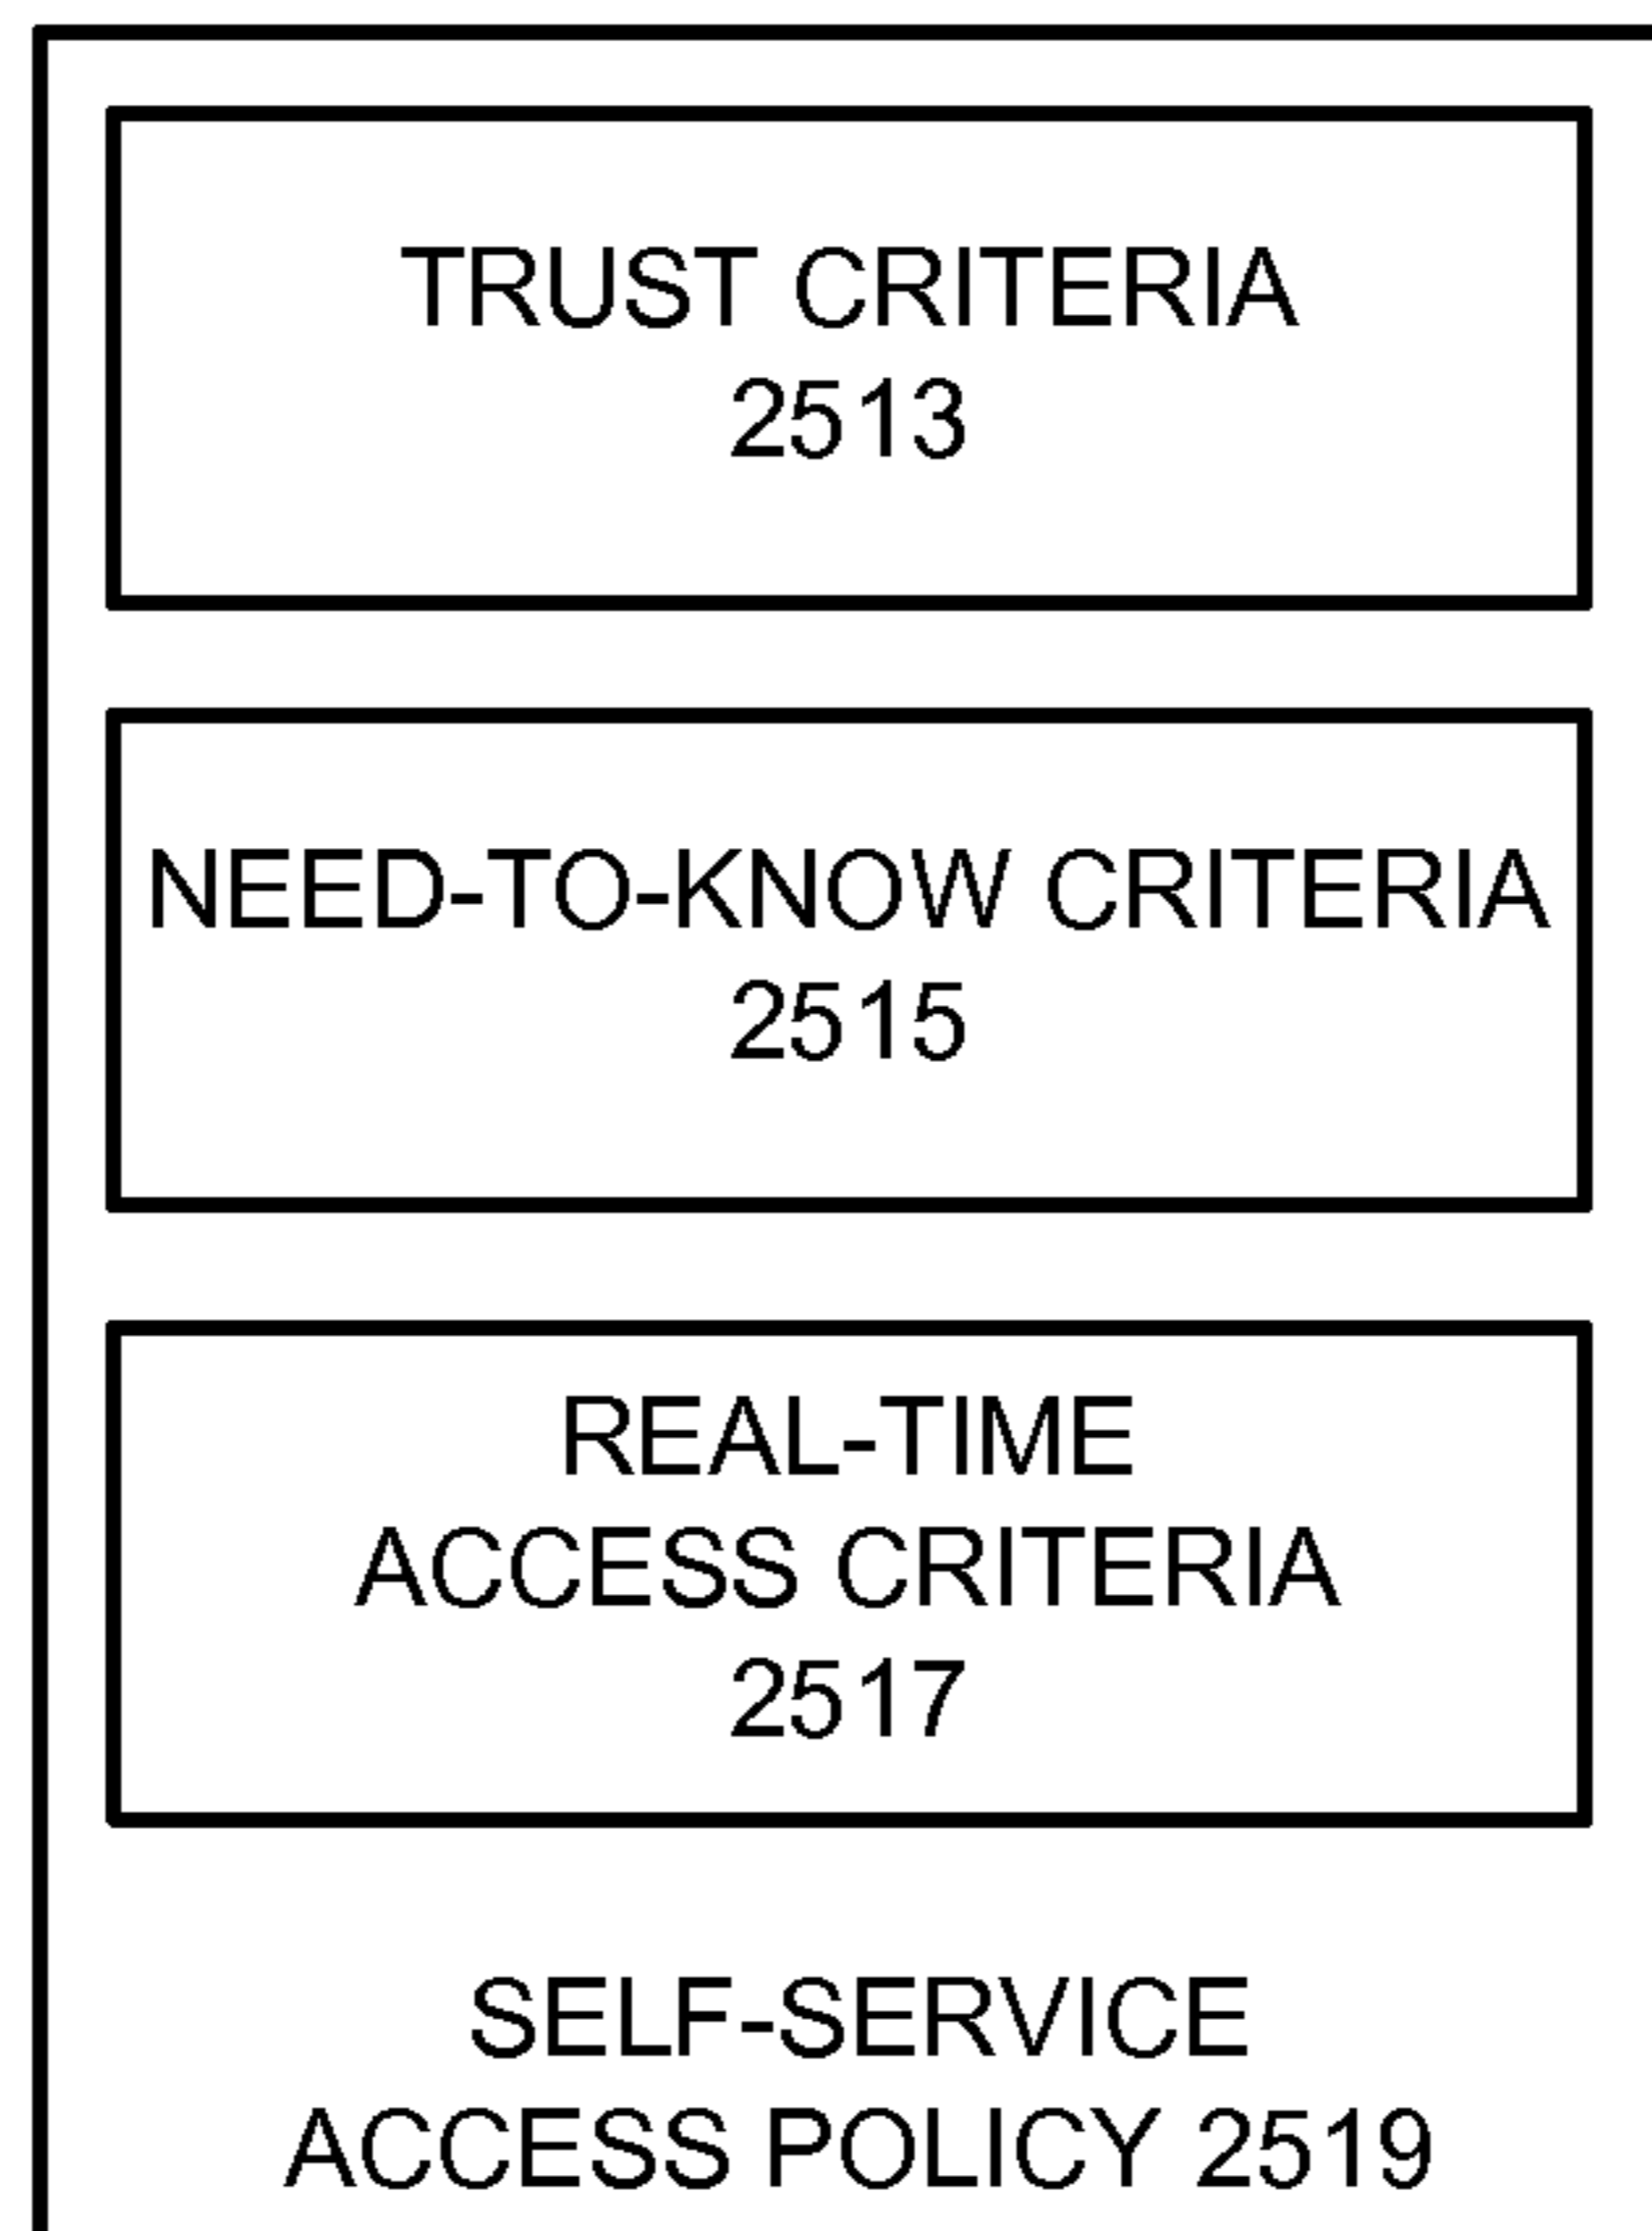 TRUST CRITERIA
2513
NEED-TO-KNOW CRITERIA
2515
REAL-TIME
ACCESS CRITERIA
2517
SELF-SERVICE
ACCESS POLICY 2519